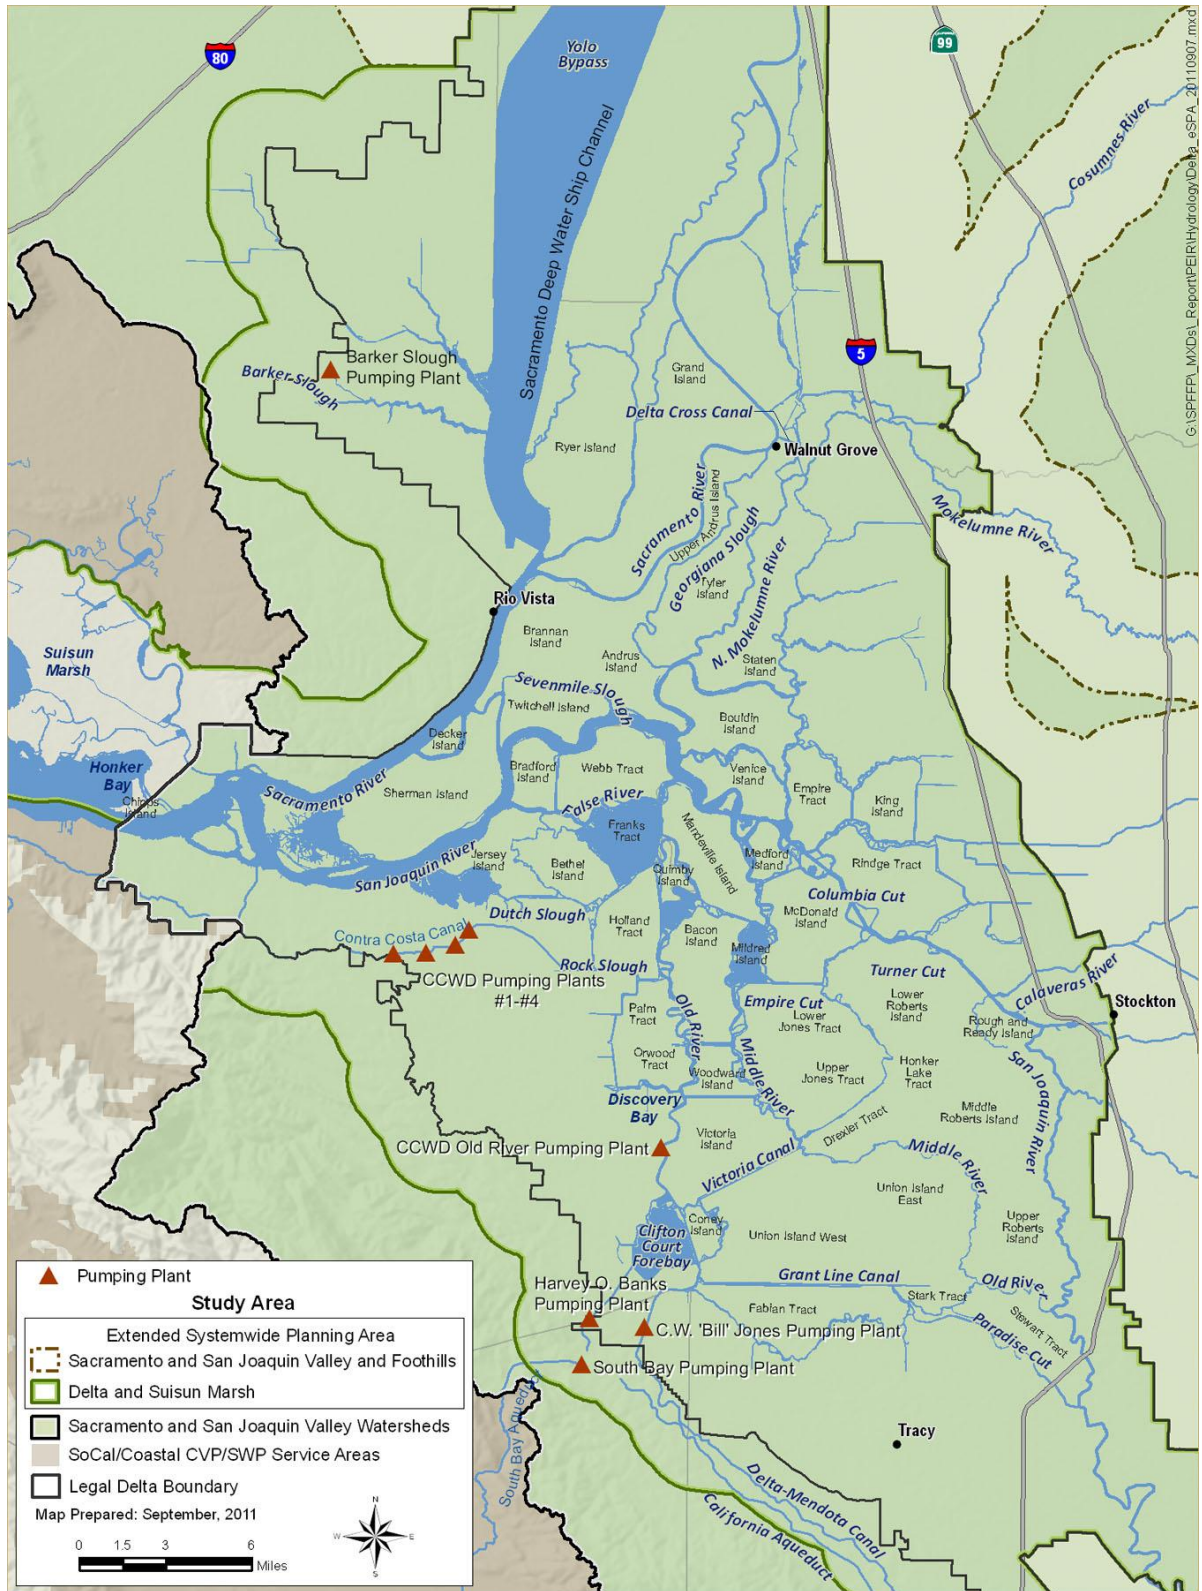 Yolo
Bypass
80
99
G:\SPFFP\_MXDs\_Report\PEIR\Hydrology\Delta_eSPA_20110907.mxd
Cosumnes River
Sacramento Deep Water Ship Channel
5
Barker Slough
Pumping Plant
Barker Slough
Grand
Island
Delta Cross Canal
Ryer Island
Walnut Grove
Sacramento River
Upper Andrus Island
Georgiana Slough
Mokelumne River
Tyler
Island
N. Mokelumne River
Rio Vista
Brannan
Island
Andrus
Island
Staten
Island
Suisun
Marsh
Sevenmile Slough
Twitchell Island
Bouldin
Island
Decker
Island
Honker
Bay
Chipps
Island
Sacramento River
Sherman Island
Bradford
Island
Webb Tract
Venice
Island
Empire
Tract
King
Island
False River
Franks
Tract
Mandeville Island
Medford
Island
Rindge Tract
San Joaquin River
Jersey
Island
Bethel
Island
Quimby
Island
Columbia Cut
McDonald
Island
Dutch Slough
Holland
Tract
Bacon
Island
Mildred
Island
Contra Costa Canal
Rock Slough
CCWD Pumping Plants
#1-#4
Turner Cut
Calaveras River
Stockton
Empire Cut
Lower
Roberts
Island
Rough and
Ready Island
Palm
Tract
Old River
Lower
Jones Tract
Orwood
Tract
Woodward
Island
Middle River
Upper
Jones Tract
Honker
Lake
Tract
San Joaquin River
Discovery
Bay
Middle
Roberts Island
Drexler Tract
CCWD Old River Pumping Plant
Victoria
Island
Victoria Canal
Middle River
Union Island
East
Upper
Roberts
Island
Coney
Island
Clifton
Court
Forebay
Union Island West
Harvey O. Banks
Pumping Plant
Grant Line Canal
Old River
Stark Tract
Fabian Tract
Stewart Tract
Paradise Cut
C.W. 'Bill' Jones Pumping Plant
South Bay Pumping Plant
South Bay Aqueduct
Tracy
Delta-Mendota Canal
California Aqueduct
Pumping Plant
Study Area
Extended Systemwide Planning Area
Sacramento and San Joaquin Valley and Foothills
Delta and Suisun Marsh
Sacramento and San Joaquin Valley Watersheds
SoCal/Coastal CVP/SWP Service Areas
Legal Delta Boundary
Map Prepared: September, 2011
N
W
E
S
0 1.5 3 6
Miles